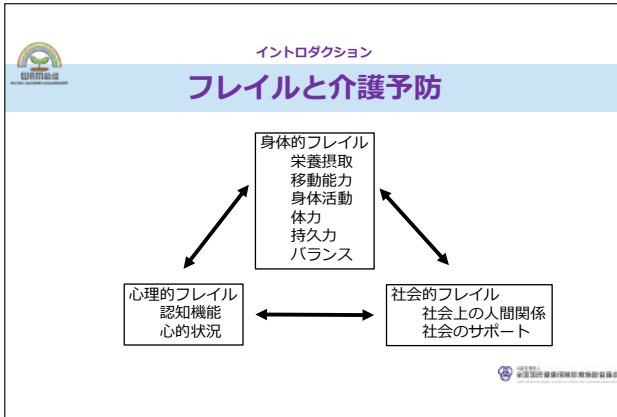 イントロダクション
フレイルと介護予防
身体的フレイル
栄養摂取
移動能力
身体活動
体力
持久力
バランス
心理的フレイル
認知機能
心的状況
社会的フレイル
社会上の人間関係
社会のサポート